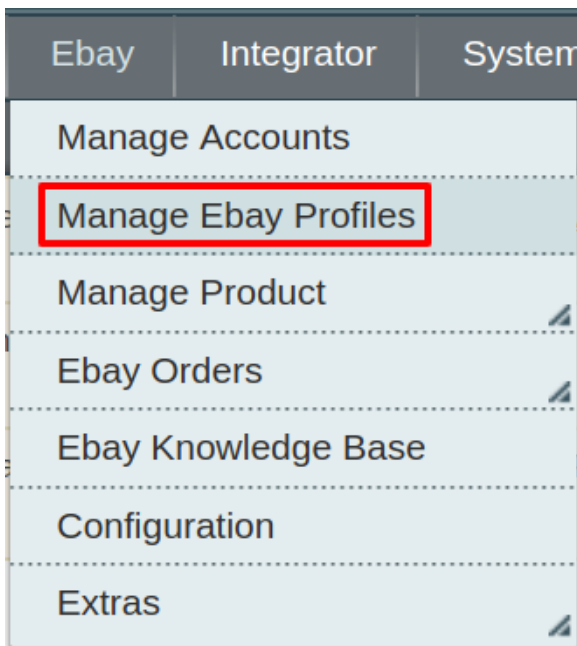 Ebay Integrator System
Manage Accounts
Manage Ebay Profiles
Manage Product
Ebay Orders
Ebay Knowledge Base
Configuration
Extras